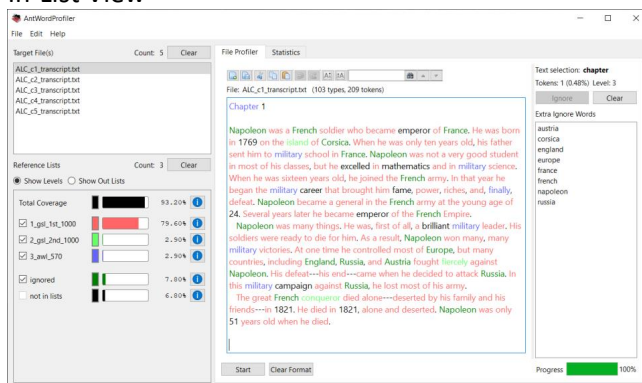 in List View
AntWordProfiler
File Edit Help
Target File(s) Count: 5 Clear
ALC_c1_transcript.txt
ALC_c2_transcript.txt
ALC_c3_transcript.txt
ALC_c4_transcript.txt
ALC_c5_transcript.txt
Reference Lists Count: 3 Clear
Show Levels Show Out Lists
Total Coverage 93.20%
1_gsl_1st_1000 79.60%
2_gsl_2nd_1000 2.90%
3_awl_570 2.90%
ignored 7.80%
not in lists 6.80%
File Profiler Statistics
File: ALC_c1_transcript.txt (103 types, 209 tokens)
Chapter 1
Napoleon was a French soldier who became emperor of France. He was born
in 1769 on the island of Corsica. When he was only ten years old, his father
sent him to military school in France. Napoleon was not a very good student
in most of his classes, but he excelled in mathematics and in military science.
When he was sixteen years old, he joined the French army. In that year he
began the military career that brought him fame, power, riches, and, finally,
defeat. Napoleon became a general in the French army at the young age of
24. Several years later he became emperor of the French Empire.
Napoleon was many things. He was, first of all, a brilliant military leader. His
soldiers were ready to die for him. As a result, Napoleon won many, many
military victories. At one time he controlled most of Europe, but many
countries, including England, Russia, and Austria fought fiercely against
Napoleon. His defeat---his end---came when he decided to attack Russia. In
this military campaign against Russia, he lost most of his army.
The great French conqueror died alone---deserted by his family and his
friends---in 1821. He died in 1821, alone and deserted. Napoleon was only
51 years old when he died.
Start Clear Format
Text selection: chapter
Tokens: 1 (0.48%) Level: 3
Ignore Clear
Extra Ignore Words
austria
corsica
england
europe
france
french
napoleon
russia
Progress 100%